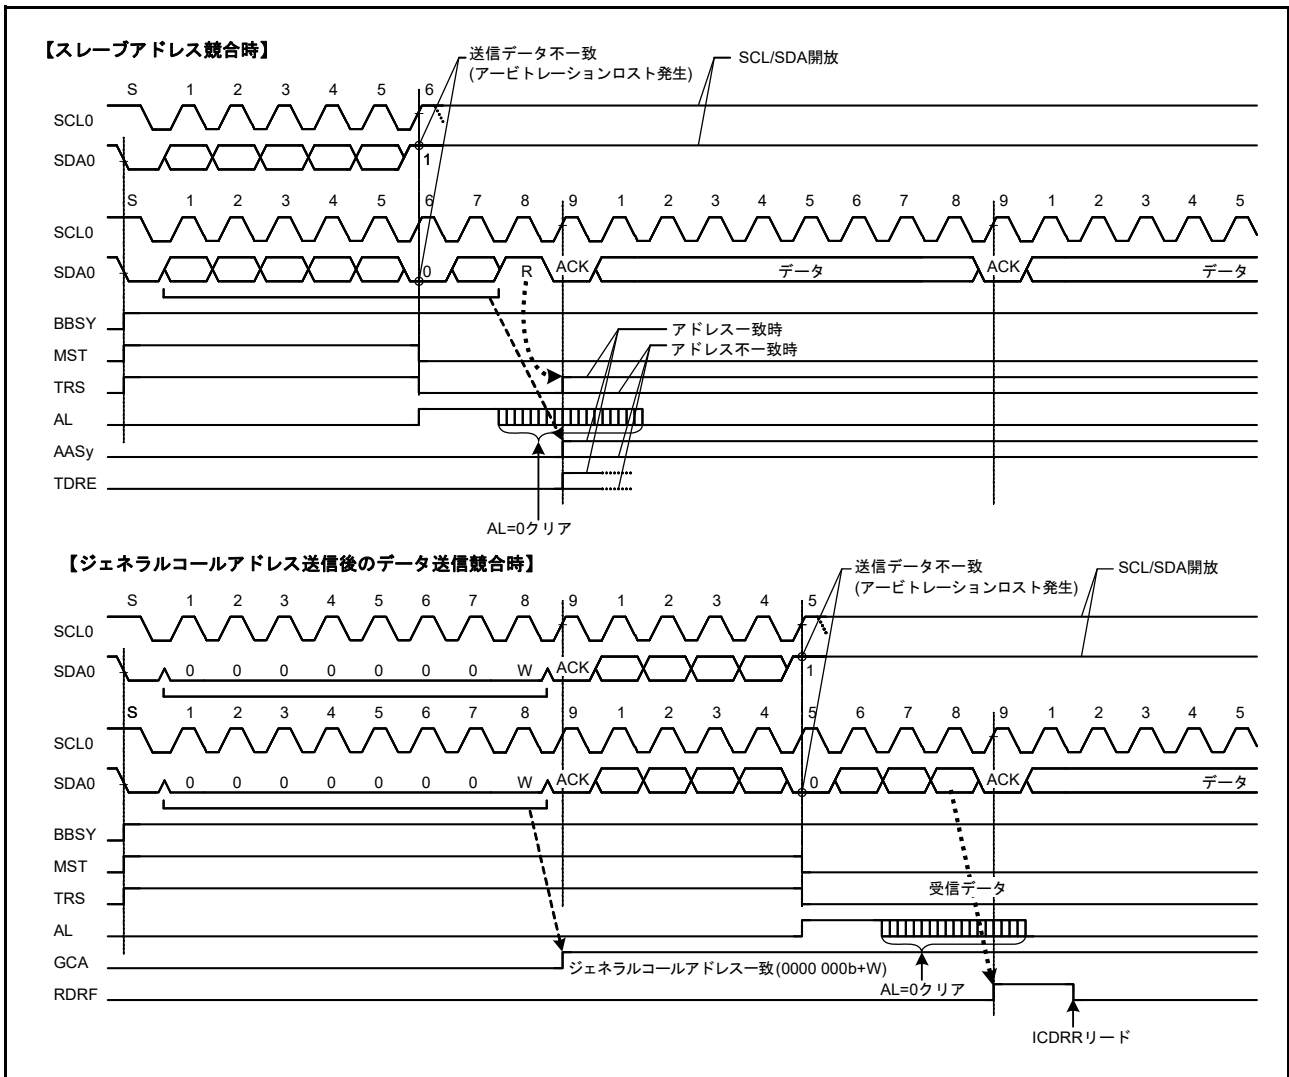 【スレーブアドレス競合時】
送信データ不一致
(アービトレーションロスト発生)
SCL/SDA開放
S 1 2 3 4 5 6
SCL0
SDA0 1
S 1 2 3 4 5 6 7 8 9 1 2 3 4 5 6 7 8 9 1 2 3 4 5
SCL0
SDA0 0 R ACK データ ACK データ
BBSY
アドレス一致時
MST
アドレス不一致時
TRS
AL
AASy
TDRE
AL=0クリア
【ジェネラルコールアドレス送信後のデータ送信競合時】
送信データ不一致
(アービトレーションロスト発生)
SCL/SDA開放
S 1 2 3 4 5 6 7 8 9 1 2 3 4 5
SCL0
SDA0 0 0 0 0 0 0 0 W ACK 1
S 1 2 3 4 5 6 7 8 9 1 2 3 4 5 6 7 8 9 1 2 3 4 5
SCL0
SDA0 0 0 0 0 0 0 0 W ACK 0 ACK データ
BBSY
MST
TRS 受信データ
AL
GCA ジェネラルコールアドレス一致(0000 000b+W)
AL=0クリア
RDRF
ICDRRリード